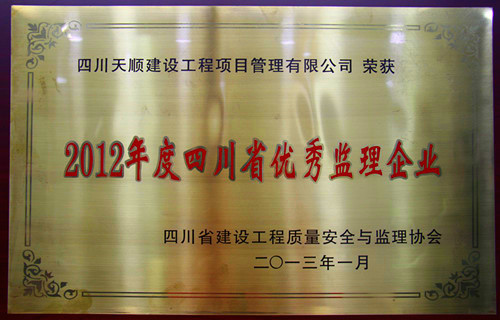 四川天顺建设工程项目管理有限公司 荣获
2012年度四川省优秀监理企业
四川省建设工程质量安全与监理协会
二〇一三年一月